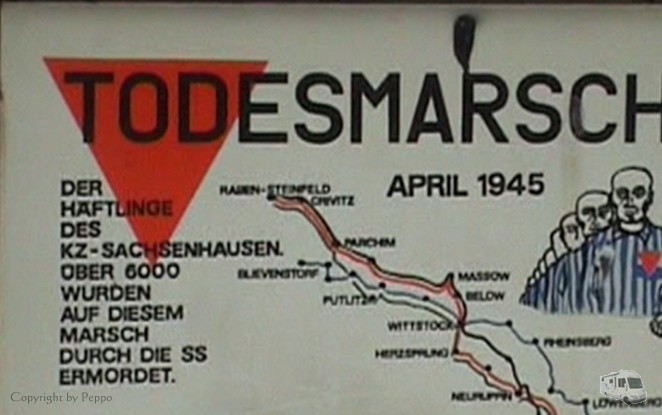 TODESMARSCH
APRIL 1945
DER
HÄFTLINGE
DES
KZ-SACHSENHAUSEN.
ÜBER 6000
WURDEN
AUF DIESEM
MARSCH
DURCH DIE SS
ERMORDET.
RABEN-STEINFELD
CRIVITZ
PARCHIM
BLIEVENSTORF
MASSOW
PUTLITZ
BELOW
WITTSTOCK
RHEINSBERG
HERZSPRUNG
NEURUPPIN
Copyright by Peppo